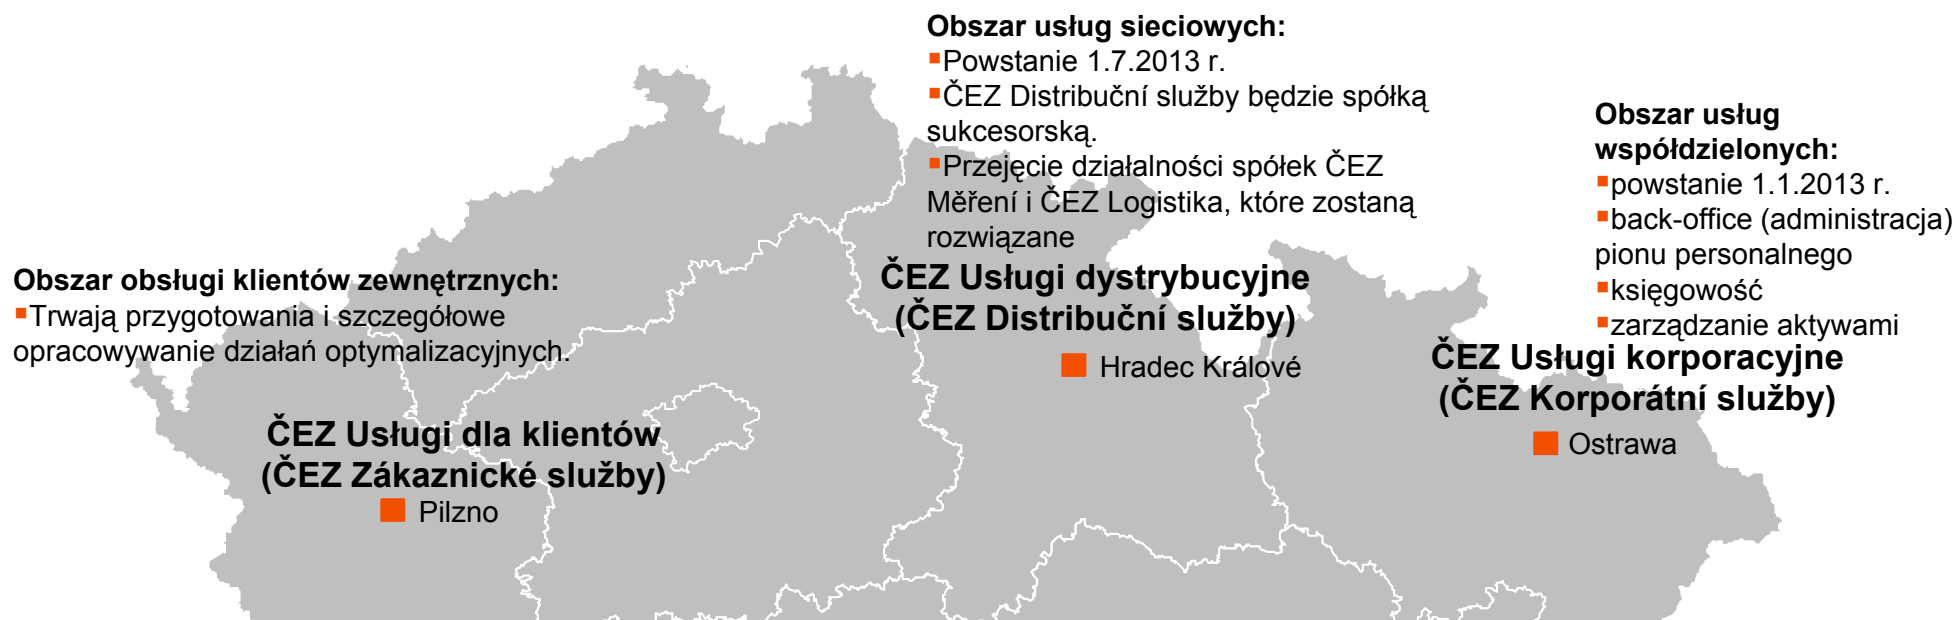 Obszar usług sieciowych:
▪Powstanie 1.7.2013 r.
▪ČEZ Distribuční služby będzie spółką
sukcesorską.
▪Przejęcie działalności spółek ČEZ
Měření i ČEZ Logistika, które zostaną
rozwiązane
Obszar usług
współdzielonych:
▪powstanie 1.1.2013 r.
▪back-office (administracja)
pionu personalnego
▪księgowość
▪zarządzanie aktywami
Obszar obsługi klientów zewnętrznych:
▪Trwają przygotowania i szczegółowe
opracowywanie działań optymalizacyjnych.
ČEZ Usługi dystrybucyjne
(ČEZ Distribuční služby)
Hradec Králové
ČEZ Usługi korporacyjne
(ČEZ Korporátní služby)
Ostrawa
ČEZ Usługi dla klientów
(ČEZ Zákaznické služby)
Pilzno